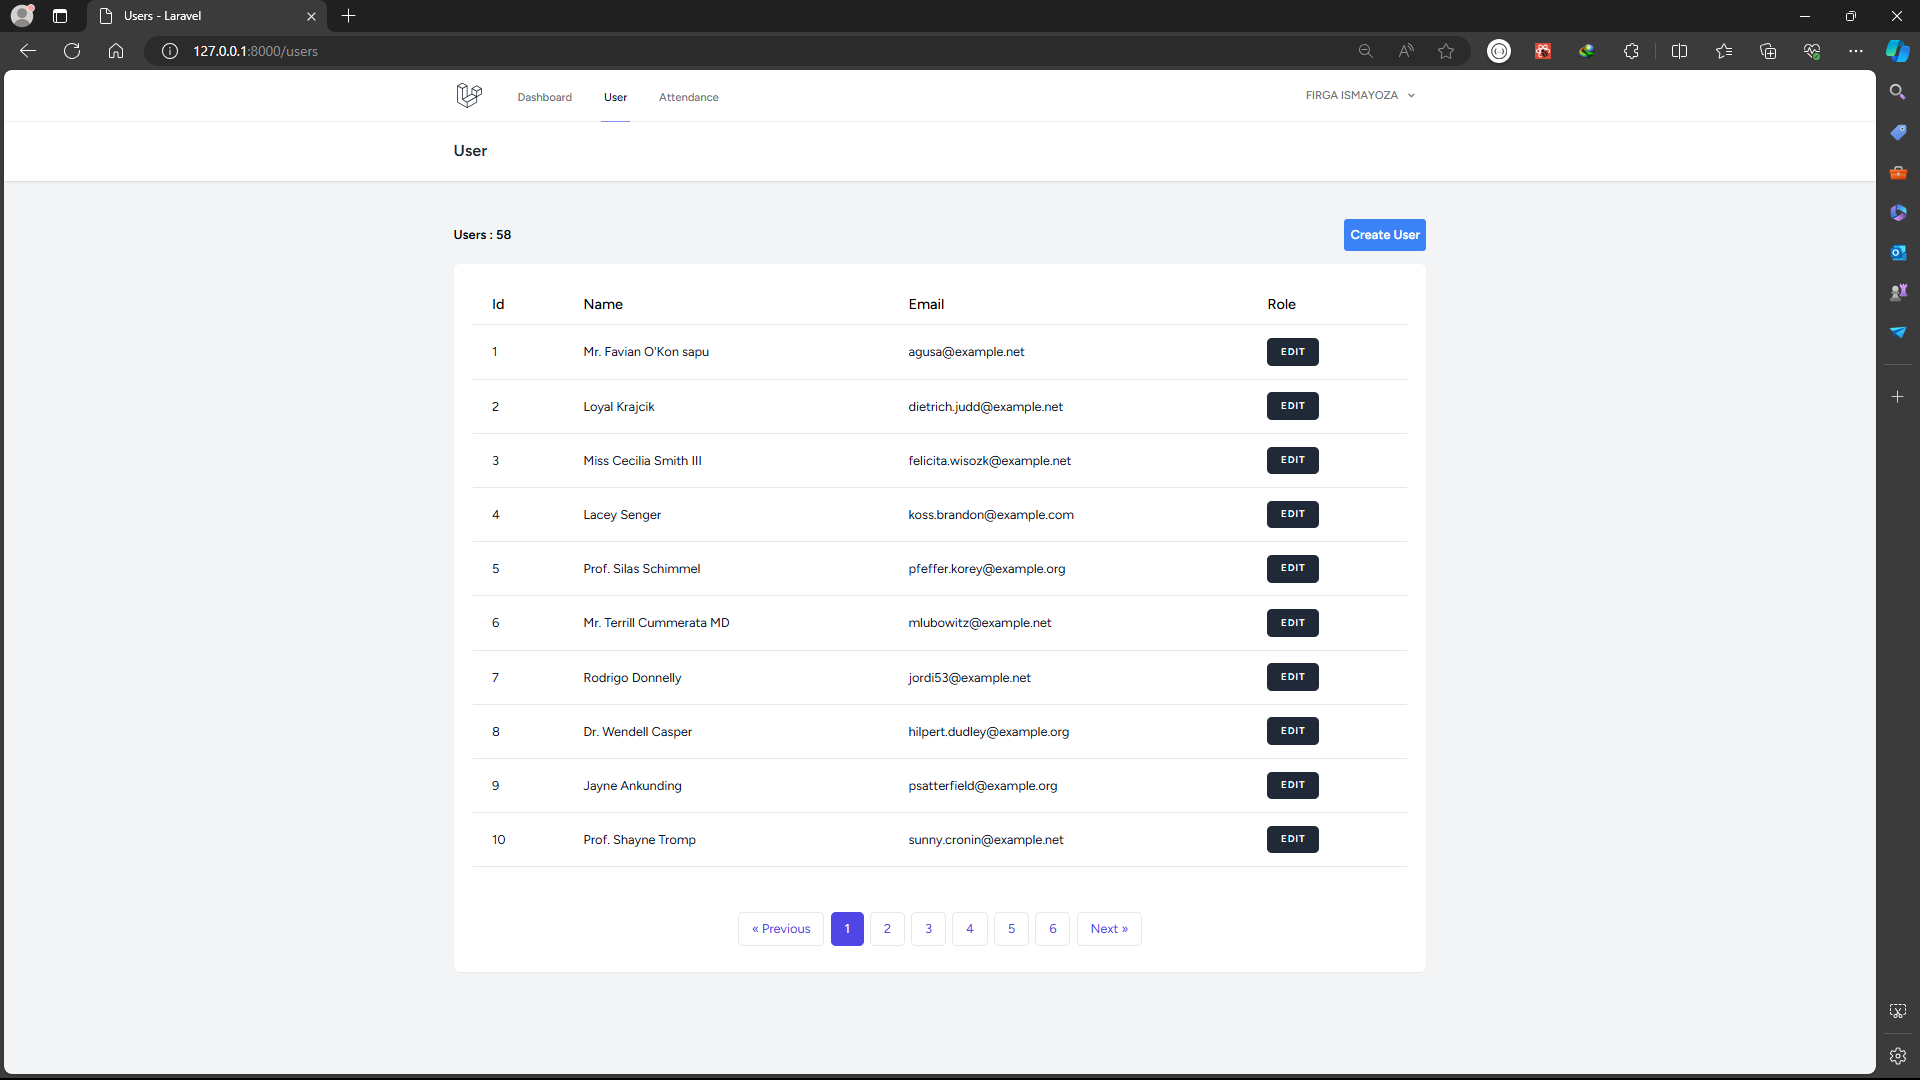 Users - Laravel
127.0.0.1:8000/users
Dashboard User Attendance FIRGA ISMAYOZA
User
Users : 58 Create User
Id Name Email Role
1 Mr. Favian O'Kon sapu agusa@example.net EDIT
2 Loyal Krajcik dietrich.judd@example.net EDIT
3 Miss Cecilia Smith III felicita.wisozk@example.net EDIT
4 Lacey Senger koss.brandon@example.com EDIT
5 Prof. Silas Schimmel pfeffer.korey@example.org EDIT
6 Mr. Terrill Cummerata MD mlubowitz@example.net EDIT
7 Rodrigo Donnelly jordi53@example.net EDIT
8 Dr. Wendell Casper hilpert.dudley@example.org EDIT
9 Jayne Ankunding psatterfield@example.org EDIT
10 Prof. Shayne Tromp sunny.cronin@example.net EDIT
« Previous 1 2 3 4 5 6 Next »